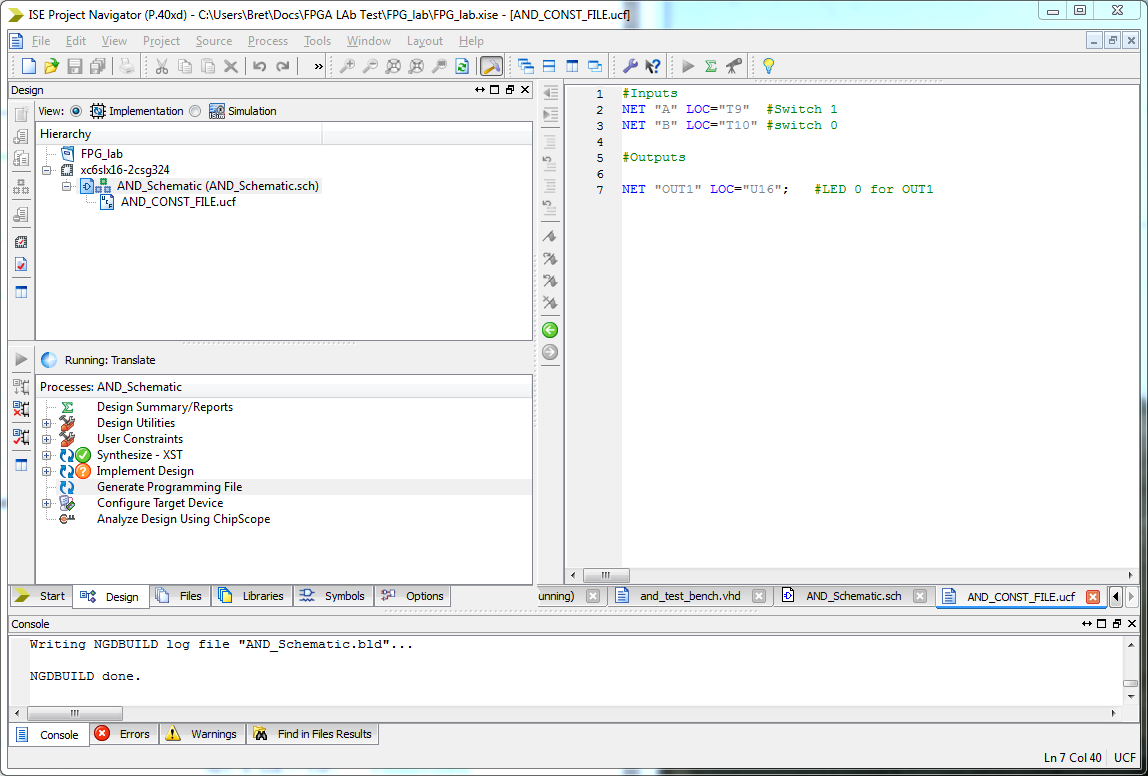 ISE Project Navigator (P.40xd) - C:\Users\Bret\Docs\FPGA LAb Test\FPG_lab\FPG_lab.xise - [AND_CONST_FILE.ucf]
File Edit View Project Source Process Tools Window Layout Help
»
Design
View: Implementation Simulation
Hierarchy
FPG_lab
xc6slx16-2csg324
AND_Schematic (AND_Schematic.sch)
AND_CONST_FILE.ucf
Running: Translate
Processes: AND_Schematic
Design Summary/Reports
Design Utilities
User Constraints
Synthesize - XST
Implement Design
Generate Programming File
Configure Target Device
Analyze Design Using ChipScope
Start Design Files Libraries Symbols Options
1 #Inputs
2 NET "A" LOC="T9" #Switch 1
3 NET "B" LOC="T10" #switch 0
4
5 #Outputs
6
7 NET "OUT1" LOC="U16"; #LED 0 for OUT1
unning) and_test_bench.vhd AND_Schematic.sch AND_CONST_FILE.ucf
Console
Writing NGDBUILD log file "AND_Schematic.bld"...
NGDBUILD done.
Console Errors Warnings Find in Files Results
Ln 7 Col 40 UCF